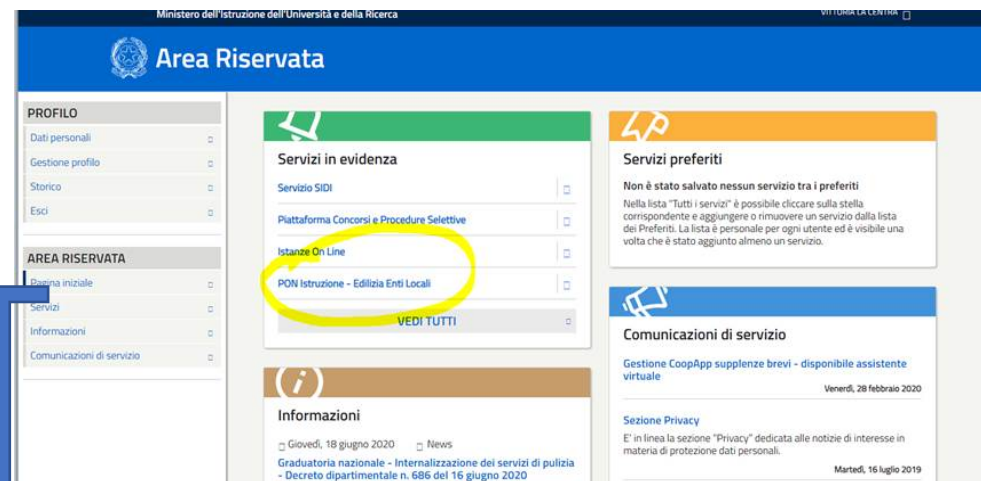 Ministero dell'Istruzione dell'Università e della Ricerca
VITTORIA LA CENTRA
Area Riservata
PROFILO
Dati personali
Gestione profilo
Storico
Esci
AREA RISERVATA
Pagina iniziale
Servizi
Informazioni
Comunicazioni di servizio
Servizi in evidenza
Servizio SIDI
Piattaforma Concorsi e Procedure Selettive
Istanze On Line
PON Istruzione - Edilizia Enti Locali
VEDI TUTTI
Informazioni
Giovedì, 18 giugno 2020 News
Graduatoria nazionale - Internalizzazione dei servizi di pulizia
- Decreto dipartimentale n. 686 del 16 giugno 2020
Servizi preferiti
Non è stato salvato nessun servizio tra i preferiti
Nella lista "Tutti i servizi" è possibile cliccare sulla stella
corrispondente e aggiungere o rimuovere un servizio dalla lista
dei Preferiti. La lista è personale per ogni utente ed è visibile una
volta che è stato aggiunto almeno un servizio.
Comunicazioni di servizio
Gestione CoopApp supplenze brevi - disponibile assistente
virtuale
Venerdì, 28 febbraio 2020
Sezione Privacy
E' in linea la sezione "Privacy" dedicata alle notizie di interesse in
materia di protezione dati personali.
Martedì, 16 luglio 2019